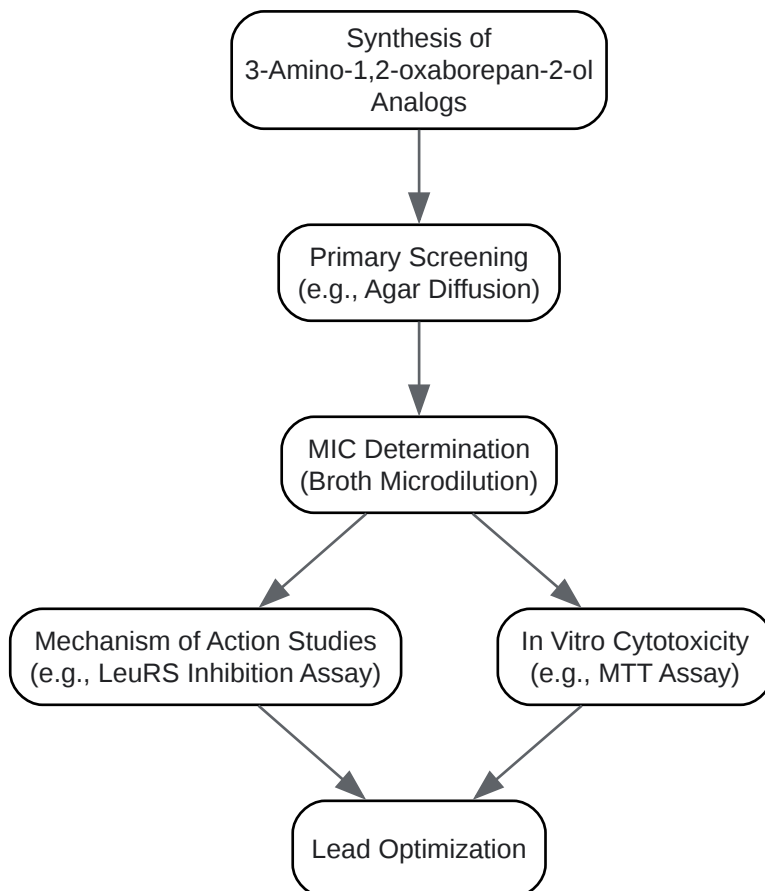 Synthesis of
3-Amino-1,2-oxaborepan-2-ol
Analogs
Primary Screening
(e.g., Agar Diffusion)
MIC Determination
(Broth Microdilution)
Mechanism of Action Studies
(e.g., LeuRS Inhibition Assay)
In Vitro Cytotoxicity
(e.g., MTT Assay)
Lead Optimization